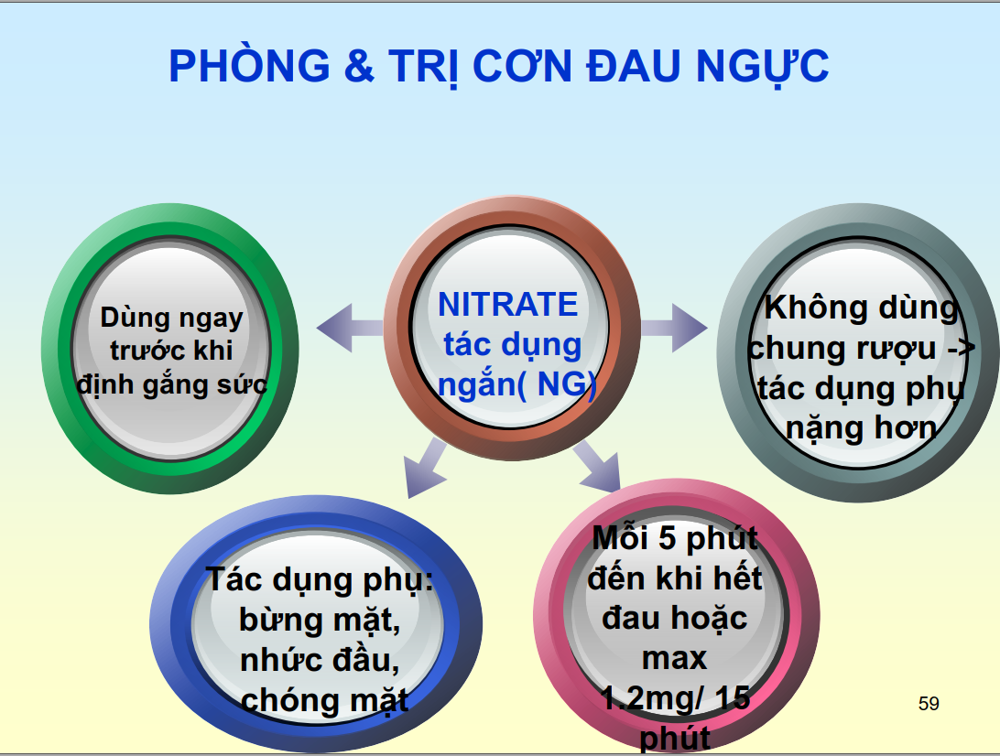 PHÒNG & TRỊ CƠN ĐAU NGỰC
Dùng ngay
trước khi
định gắng sức
NITRATE
tác dụng
ngắn( NG)
Không dùng
chung rượu ->
tác dụng phụ
nặng hơn
Tác dụng phụ:
bừng mặt,
nhức đầu,
chóng mặt
Mỗi 5 phút
đến khi hết
đau hoặc
max
1.2mg/ 15
phút
59